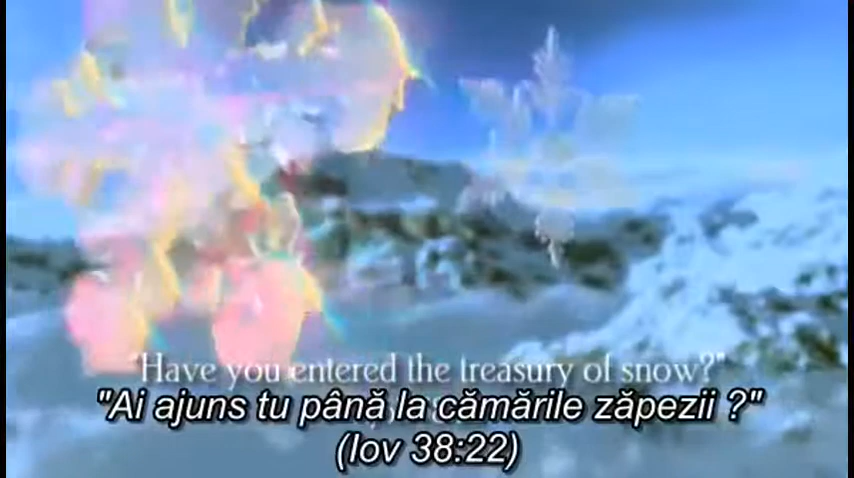 "Have you entered the treasury of snow?"
"Ai ajuns tu până la cămările zăpezii ?"
(Iov 38:22)